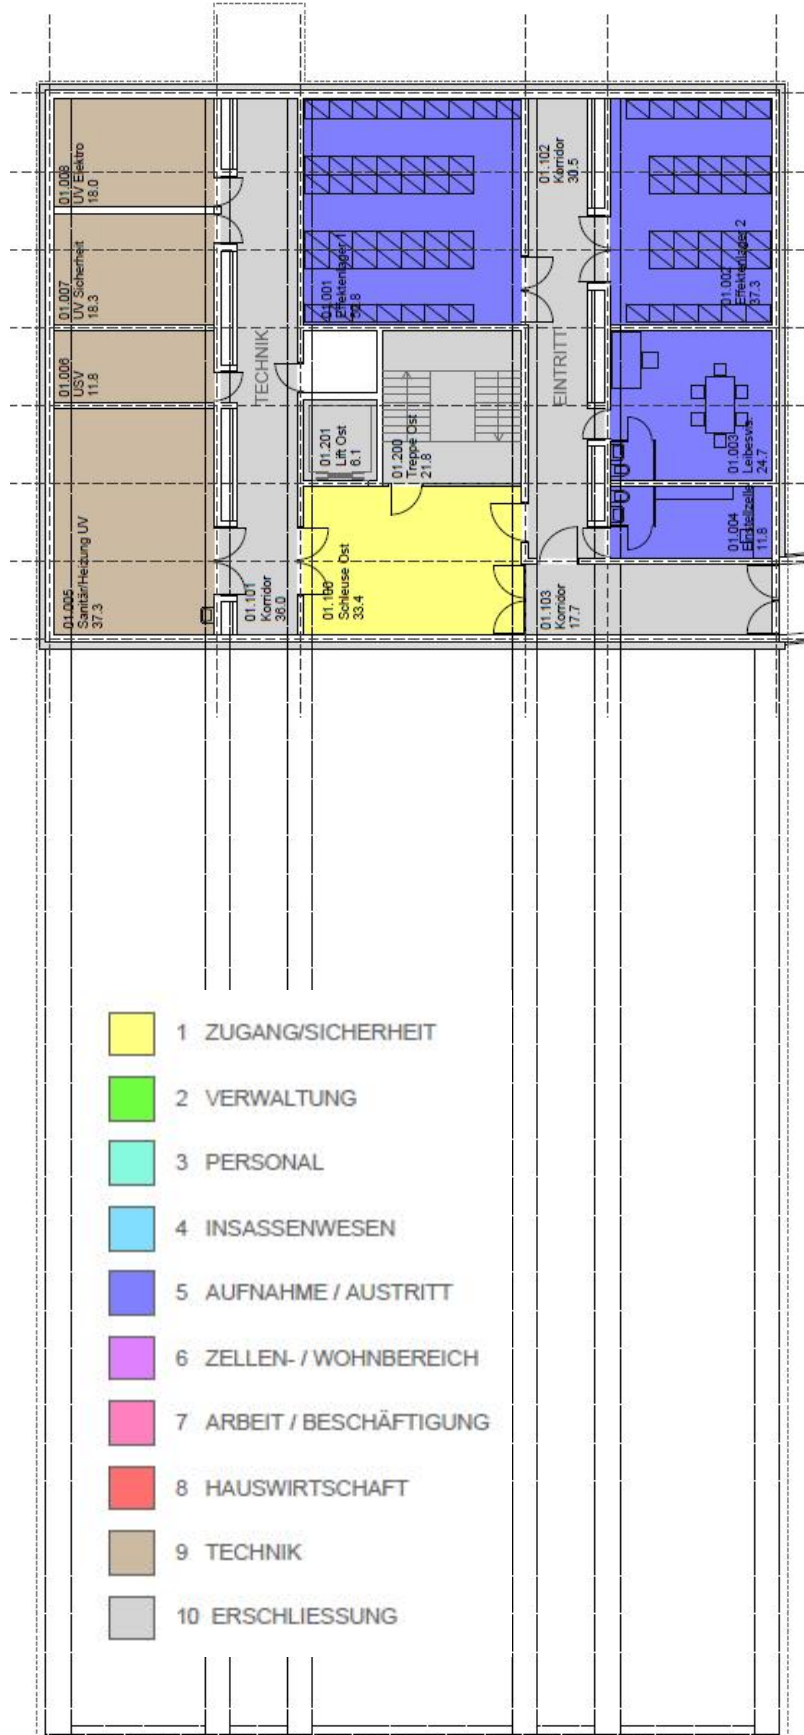 01.008
UV Elektro
18.0
01.007
UV Sicherheit
18.3
01.006
USV
11.8
01.005
Sanitär/Heizung UV
37.3
TECHNIK
01.101
Korridor
36.0
01.001
Effektenlager 1
50.8
01.201
Lift Ost
6.1
01.200
Treppe Ost
21.8
01.100
Schleuse Ost
33.4
01.102
Korridor
30.5
EINTRITT
01.103
Korridor
17.7
01.002
Effektenlager 2
37.3
01.003
Leibesvis.
24.7
01.004
Einstellzelle
11.8
1 ZUGANG/SICHERHEIT
2 VERWALTUNG
3 PERSONAL
4 INSASSENWESEN
5 AUFNAHME / AUSTRITT
6 ZELLEN- / WOHNBEREICH
7 ARBEIT / BESCHÄFTIGUNG
8 HAUSWIRTSCHAFT
9 TECHNIK
10 ERSCHLIESSUNG